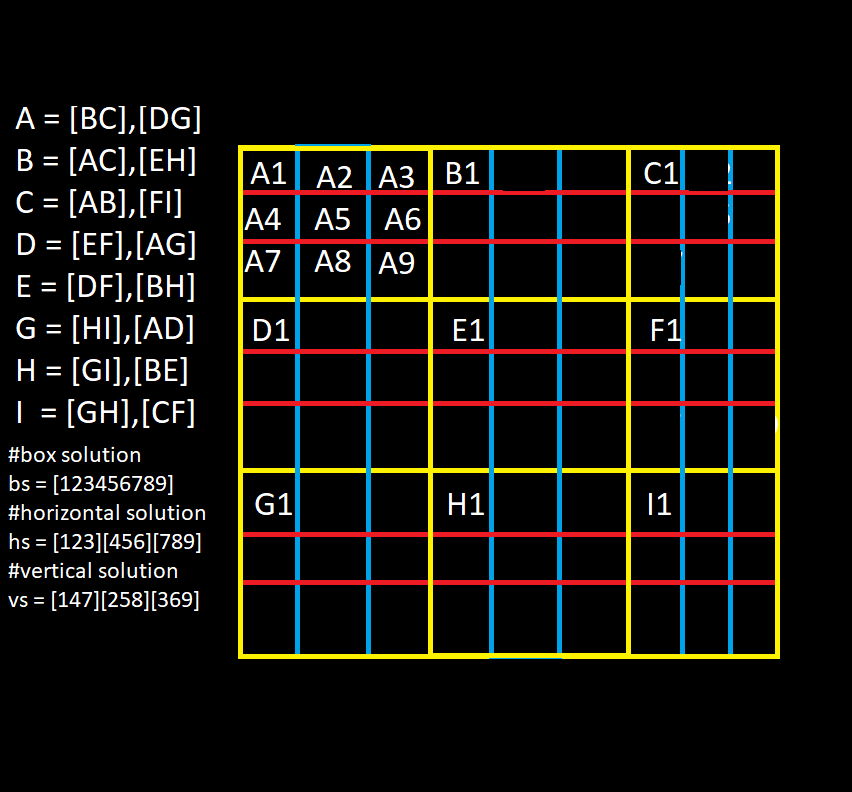 A = [BC],[DG]
B = [AC],[EH]
C = [AB],[FI]
D = [EF],[AG]
E = [DF],[BH]
G = [HI],[AD]
H = [GI],[BE]
I = [GH],[CF]
#box solution
bs = [123456789]
#horizontal solution
hs = [123][456][789]
#vertical solution
vs = [147][258][369]
A1 A2 A3 B1 C1
A4 A5 A6
A7 A8 A9
D1 E1 F1
G1 H1 I1